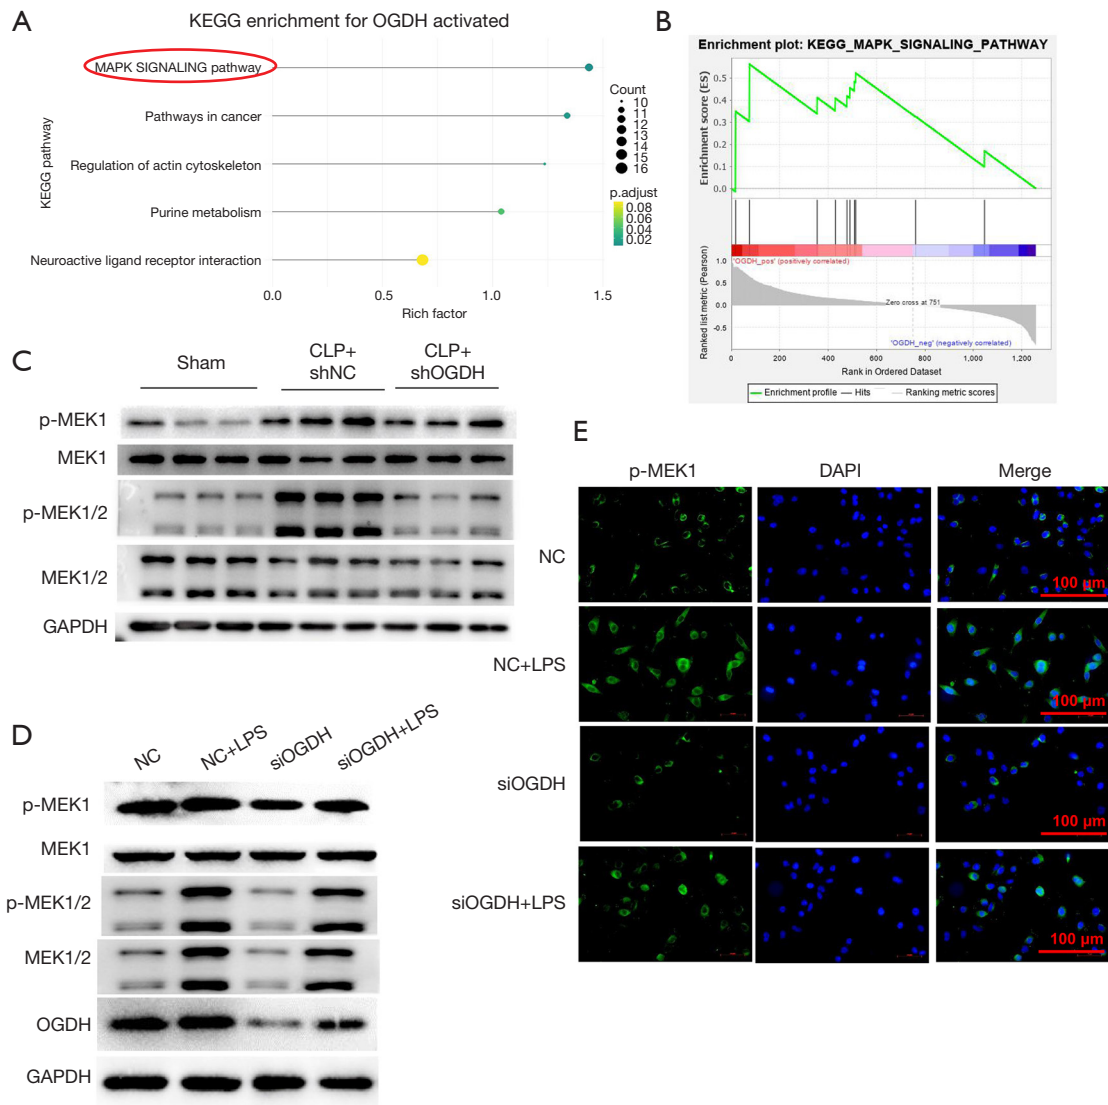 A
KEGG enrichment for OGDH activated
KEGG pathway
MAPK SIGNALING pathway
Pathways in cancer
Regulation of actin cytoskeleton
Purine metabolism
Neuroactive ligand receptor interaction
0.0 0.5 1.0 1.5
Rich factor
Count
10
11
12
13
14
15
16
p.adjust
0.08
0.06
0.04
0.02
B
Enrichment plot: KEGG_MAPK_SIGNALING_PATHWAY
Enrichment score (ES)
0.5
0.4
0.3
0.2
0.1
0.0
Ranked list metric (Pearson)
1.0
0.5
0.0
-0.5
'OGDH_pos' (positively correlated)
Zero cross at 751
'OGDH_neg' (negatively correlated)
0 200 400 600 800 1,000 1,200
Rank in Ordered Dataset
Enrichment profile Hits Ranking metric scores
C
Sham CLP+ shNC CLP+ shOGDH
p-MEK1
MEK1
p-MEK1/2
MEK1/2
GAPDH
D
NC NC+LPS siOGDH siOGDH+LPS
p-MEK1
MEK1
p-MEK1/2
MEK1/2
OGDH
GAPDH
E
p-MEK1 DAPI Merge
NC
100 μm
NC+LPS
100 μm
siOGDH
100 μm
siOGDH+LPS
100 μm